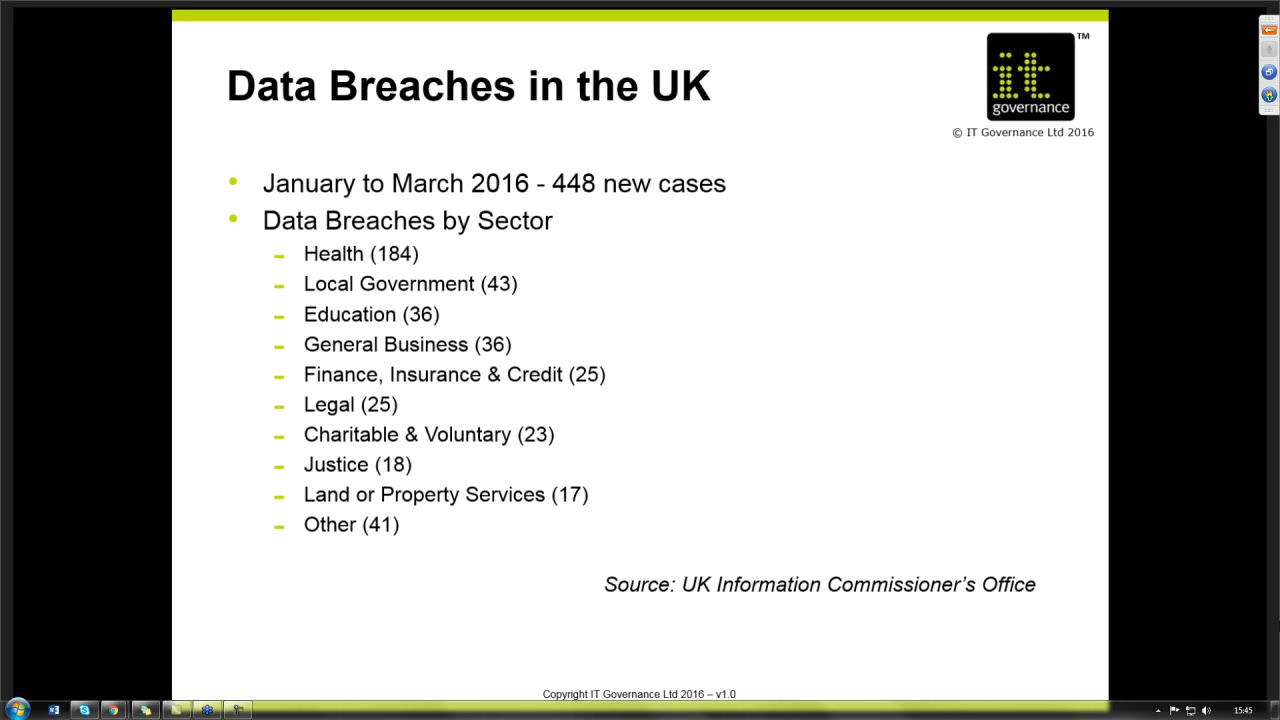 Data Breaches in the UK
it
governance
™
© IT Governance Ltd 2016
• January to March 2016 - 448 new cases
• Data Breaches by Sector
– Health (184)
– Local Government (43)
– Education (36)
– General Business (36)
– Finance, Insurance & Credit (25)
– Legal (25)
– Charitable & Voluntary (23)
– Justice (18)
– Land or Property Services (17)
– Other (41)
Source: UK Information Commissioner’s Office
Copyright IT Governance Ltd 2016 – v1.0
15:45